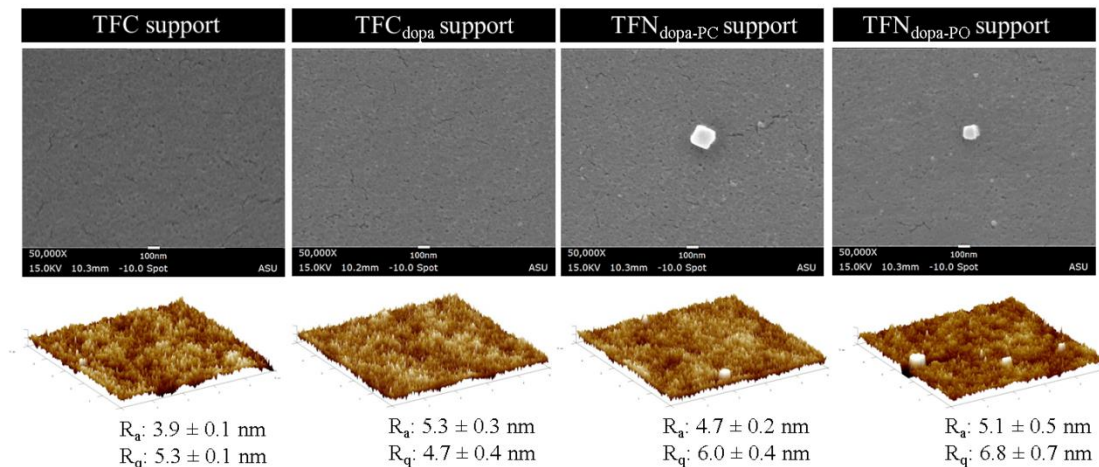 TFC support
TFCdopa support
TFNdopa-PC support
TFNdopa-PO support
50,000X 100nm
15.0KV 10.3mm -10.0 Spot ASU
50,000X 100nm
15.0KV 10.2mm -10.0 Spot ASU
50,000X 100nm
15.0KV 10.3mm -10.0 Spot ASU
50,000X 100nm
15.0KV 10.3mm -10.0 Spot ASU
Ra: 3.9 ± 0.1 nm
Rq: 5.3 ± 0.1 nm
Ra: 5.3 ± 0.3 nm
Rq: 4.7 ± 0.4 nm
Ra: 4.7 ± 0.2 nm
Rq: 6.0 ± 0.4 nm
Ra: 5.1 ± 0.5 nm
Rq: 6.8 ± 0.7 nm